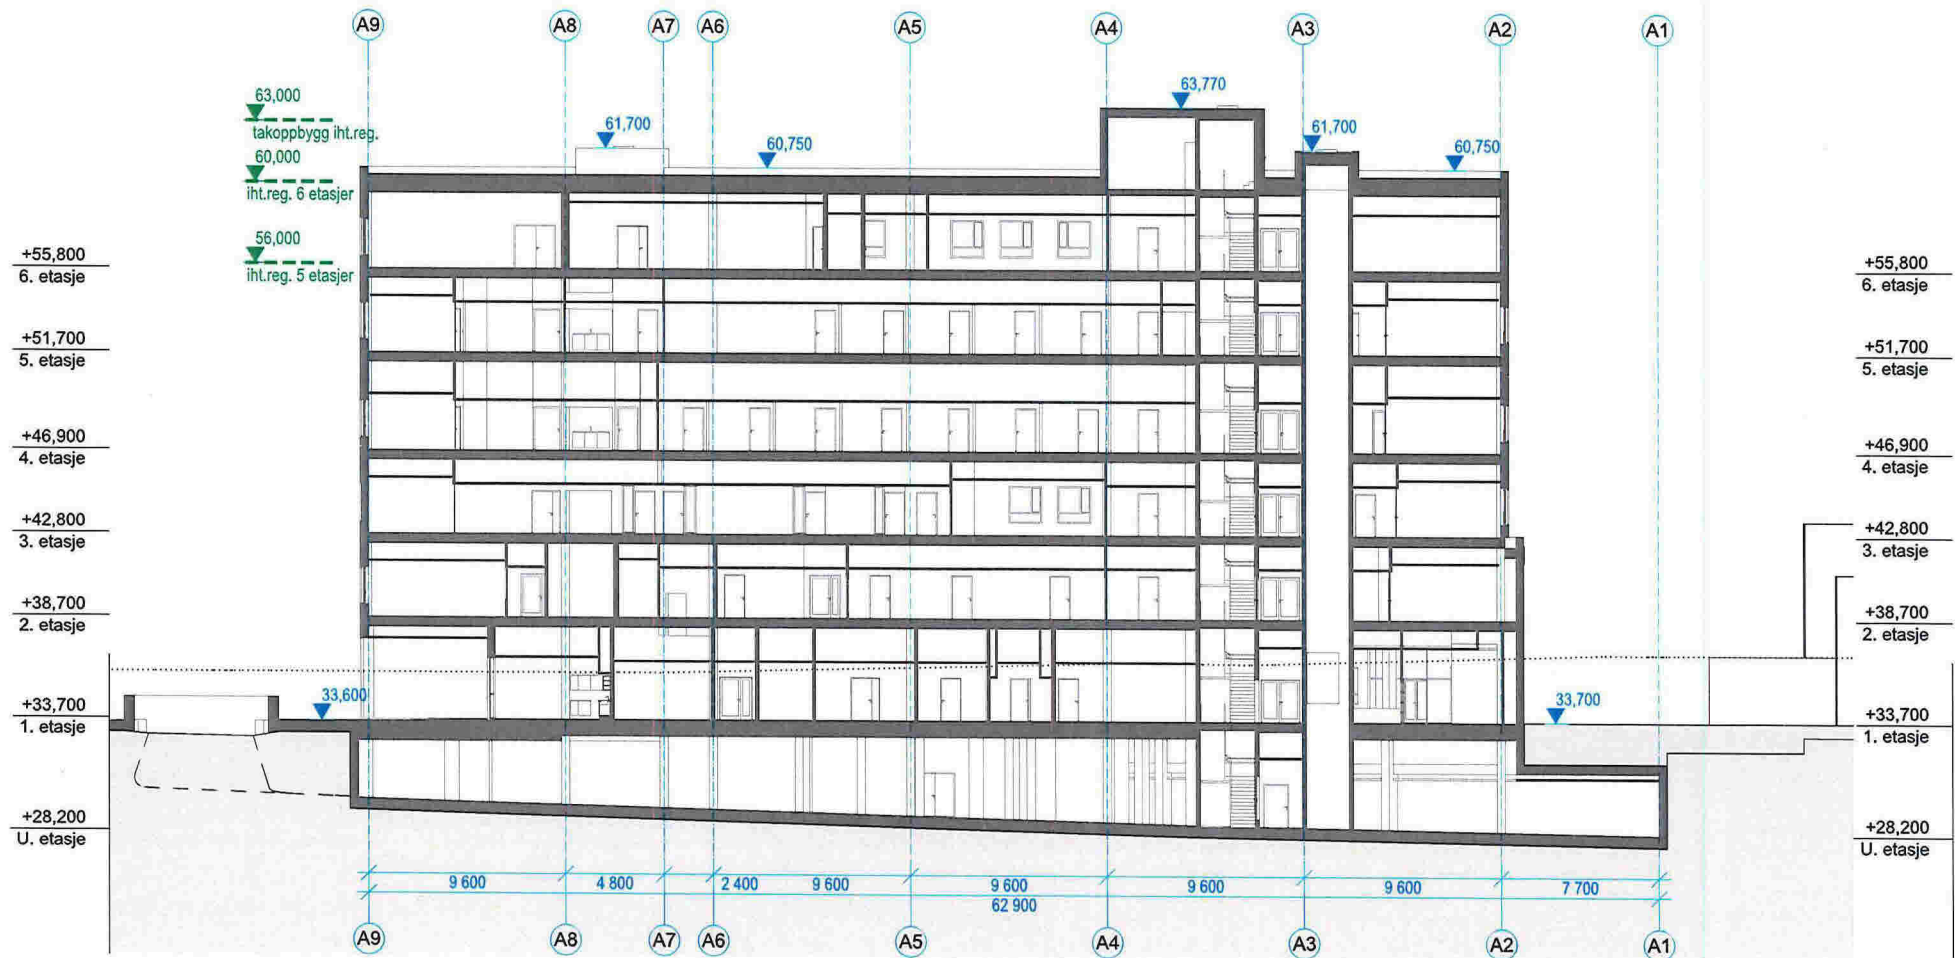 A9 A8 A7 A6 A5 A4 A3 A2 A1
63,000
takoppbygg iht.reg.
60,000
iht.reg. 6 etasjer
56,000
iht.reg. 5 etasjer
61,700
60,750
63,770
61,700
60,750
+55,800
6. etasje
+51,700
5. etasje
+46,900
4. etasje
+42,800
3. etasje
+38,700
2. etasje
+33,700
1. etasje
+28,200
U. etasje
33,600
33,700
+55,800
6. etasje
+51,700
5. etasje
+46,900
4. etasje
+42,800
3. etasje
+38,700
2. etasje
+33,700
1. etasje
+28,200
U. etasje
9 600 4 800 2 400 9 600 9 600 9 600 9 600 7 700
62 900
A9 A8 A7 A6 A5 A4 A3 A2 A1